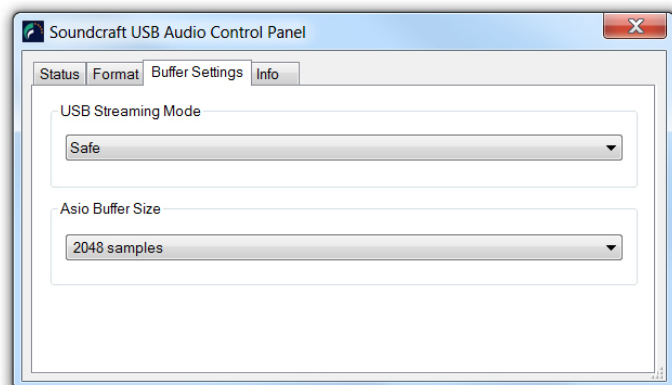 Soundcraft USB Audio Control Panel
Status Format Buffer Settings Info
USB Streaming Mode
Safe
Asio Buffer Size
2048 samples